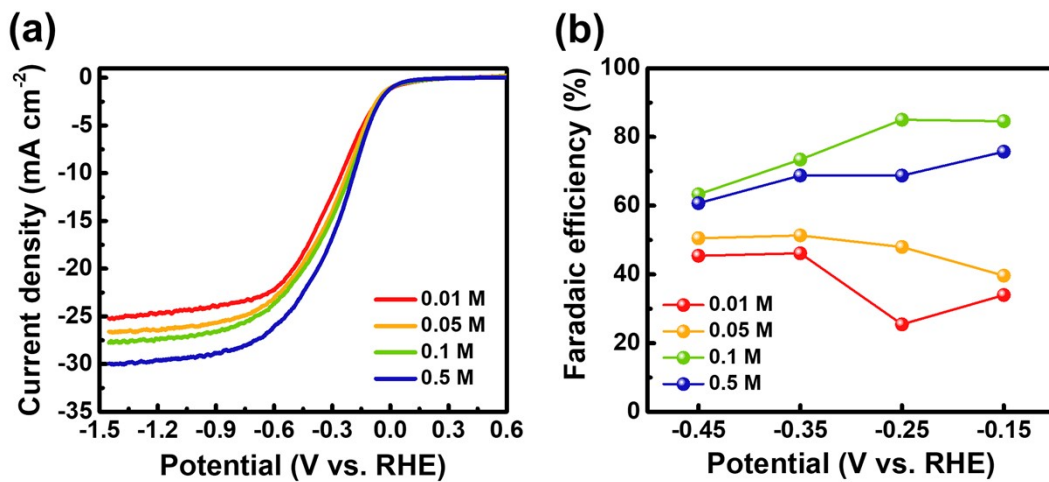 (a)
Current density (mA cm⁻²)
0
-5
-10
-15
-20
-25
-30
-35
-1.5 -1.2 -0.9 -0.6 -0.3 0.0 0.3 0.6
Potential (V vs. RHE)
0.01 M
0.05 M
0.1 M
0.5 M
(b)
Faradaic efficiency (%)
100
80
60
40
20
0
-0.45 -0.35 -0.25 -0.15
Potential (V vs. RHE)
0.01 M
0.05 M
0.1 M
0.5 M